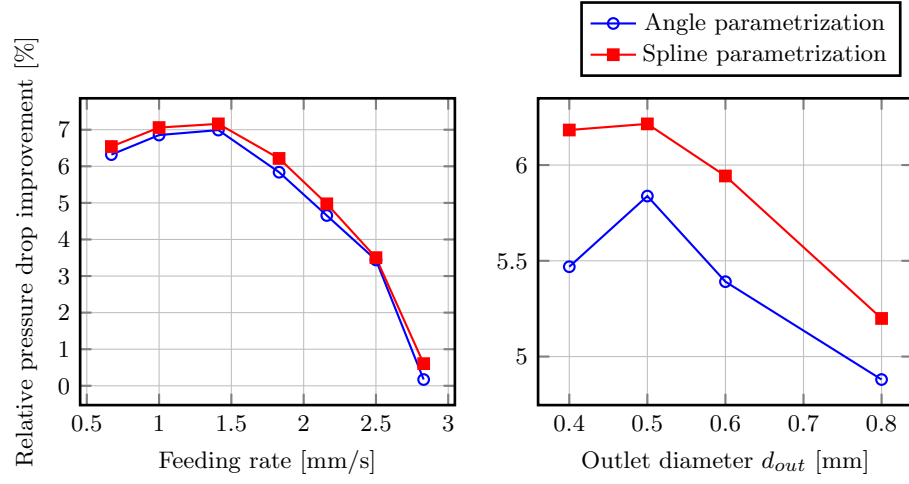 Angle parametrization
Spline parametrization
Relative pressure drop improvement [%]
7
6
5
4
3
2
1
0
0.5 1 1.5 2 2.5 3
Feeding rate [mm/s]
6
5.5
5
0.4 0.5 0.6 0.7 0.8
Outlet diameter d_out [mm]